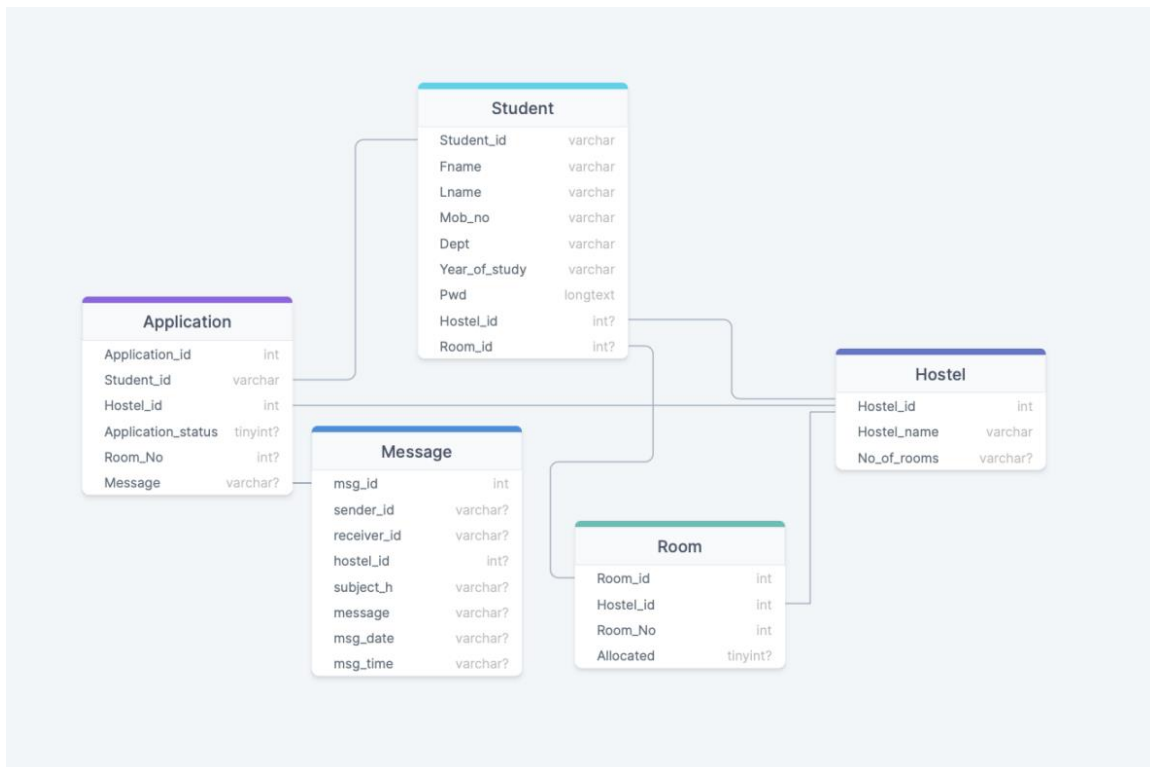 Student
Student_id varchar
Fname varchar
Lname varchar
Mob_no varchar
Dept varchar
Year_of_study varchar
Pwd longtext
Hostel_id int?
Room_id int?
Application
Application_id int
Student_id varchar
Hostel_id int
Application_status tinyint?
Room_No int?
Message varchar?
Message
msg_id int
sender_id varchar?
receiver_id varchar?
hostel_id int?
subject_h varchar?
message varchar?
msg_date varchar?
msg_time varchar?
Hostel
Hostel_id int
Hostel_name varchar
No_of_rooms varchar?
Room
Room_id int
Hostel_id int
Room_No int
Allocated tinyint?